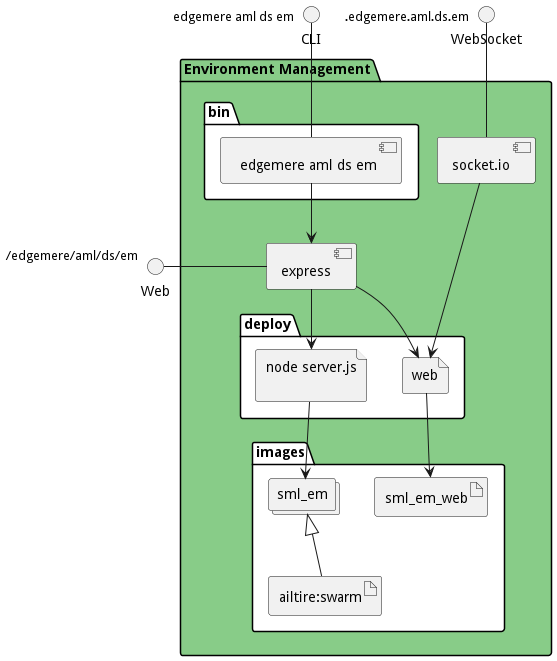 edgemere aml ds em
.edgemere.aml.ds.em
CLI
WebSocket
Environment Management
bin
edgemere aml ds em
socket.io
/edgemere/aml/ds/em
Web
express
deploy
node server.js
web
images
sml_em
sml_em_web
ailtire:swarm